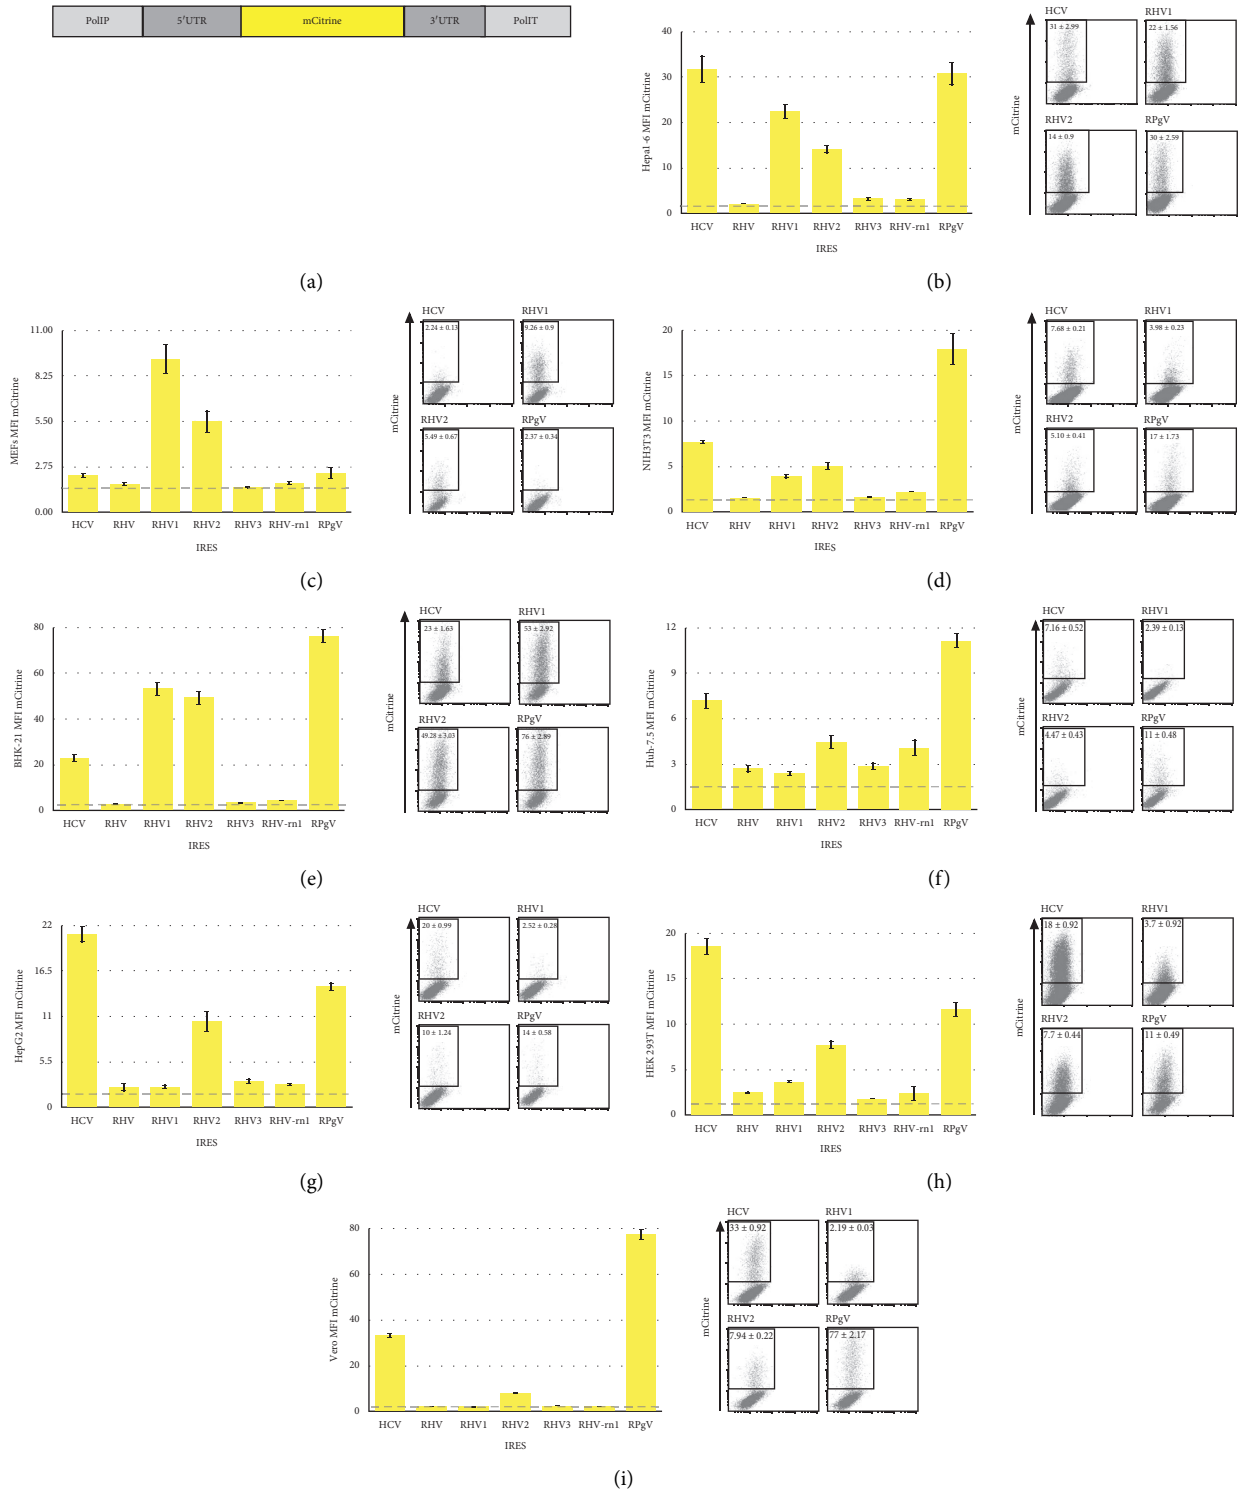 PolIP 5′UTR mCitrine 3′UTR PolIT
(a)
Hepa1-6 MFI mCitrine
40
30
20
10
0
HCV RHV RHV1 RHV2 RHV3 RHV-rn1 RPgV
IRES
mCitrine
HCV RHV1
31 ± 2.99 22 ± 1.56
RHV2 RPgV
14 ± 0.9 30 ± 2.59
(b)
MEFs MFI mCitrine
11.00
8.25
5.50
2.75
0.00
HCV RHV RHV1 RHV2 RHV3 RHV-rn1 RPgV
IRES
mCitrine
HCV RHV1
2.24 ± 0.13 9.26 ± 0.9
RHV2 RPgV
5.49 ± 0.67 2.37 ± 0.34
(c)
NIH3T3 MFI mCitrine
20
15
10
5
0
HCV RHV RHV1 RHV2 RHV3 RHV-rn1 RPgV
IRES
mCitrine
HCV RHV1
7.68 ± 0.21 3.98 ± 0.23
RHV2 RPgV
5.10 ± 0.41 17 ± 1.73
(d)
BHK-21 MFI mCitrine
80
60
40
20
0
HCV RHV RHV1 RHV2 RHV3 RHV-rn1 RPgV
IRES
mCitrine
HCV RHV1
23 ± 1.63 53 ± 2.92
RHV2 RPgV
49.28 ± 3.03 76 ± 2.89
(e)
Huh-7.5 MFI mCitrine
12
9
6
3
0
HCV RHV RHV1 RHV2 RHV3 RHV-rn1 RPgV
IRES
mCitrine
HCV RHV1
7.16 ± 0.52 2.39 ± 0.13
RHV2 RPgV
4.47 ± 0.43 11 ± 0.48
(f)
HepG2 MFI mCitrine
22
16.5
11
5.5
0
HCV RHV RHV1 RHV2 RHV3 RHV-rn1 RPgV
IRES
mCitrine
HCV RHV1
20 ± 0.99 2.52 ± 0.28
RHV2 RPgV
10 ± 1.24 14 ± 0.58
(g)
HEK 293T MFI mCitrine
20
15
10
5
0
HCV RHV RHV1 RHV2 RHV3 RHV-rn1 RPgV
IRES
mCitrine
HCV RHV1
18 ± 0.92 3.7 ± 0.92
RHV2 RPgV
7.7 ± 0.44 11 ± 0.49
(h)
Vero MFI mCitrine
80
60
40
20
0
HCV RHV RHV1 RHV2 RHV3 RHV-rn1 RPgV
IRES
mCitrine
HCV RHV1
33 ± 0.92 2.19 ± 0.03
RHV2 RPgV
7.94 ± 0.22 77 ± 2.17
(i)